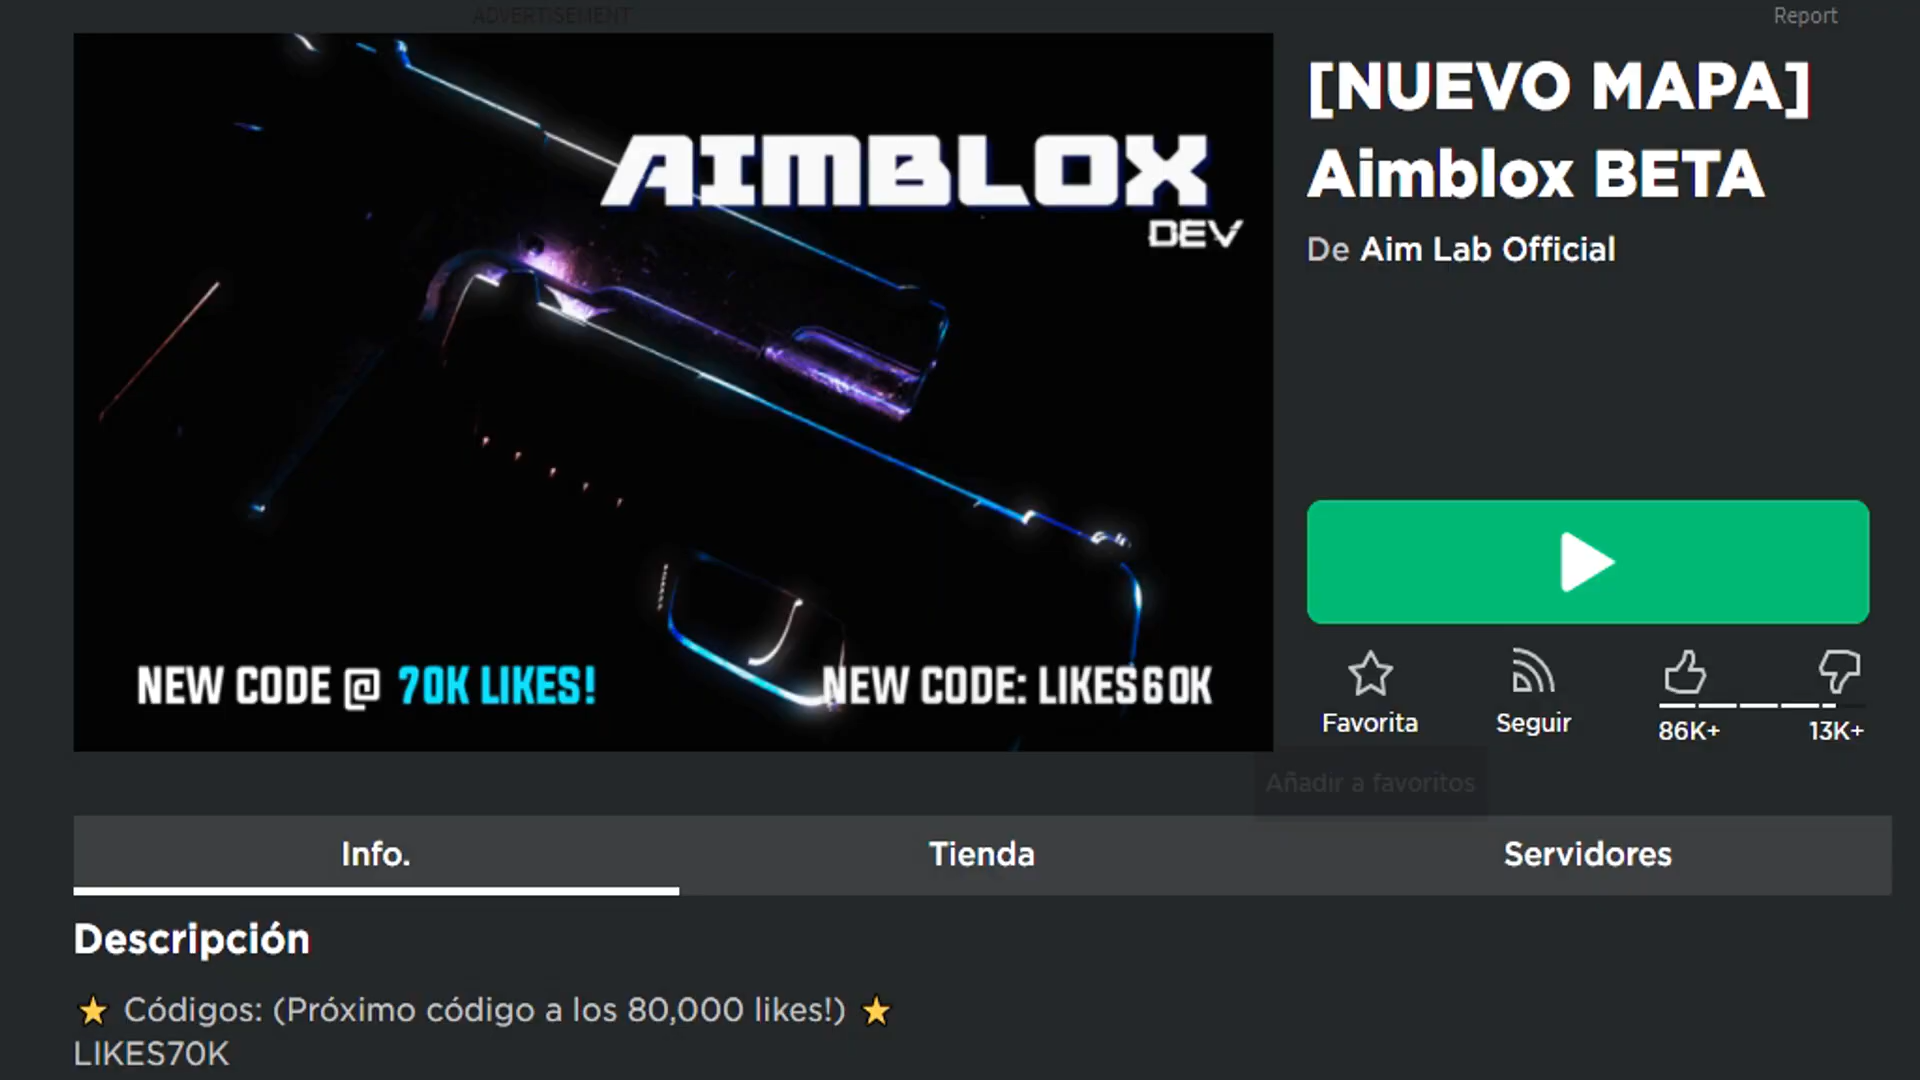 ADVERTISEMENT
Report
AIMBLOX
DEV
NEW CODE @ 70K LIKES!
NEW CODE: LIKES60K
[NUEVO MAPA]
Aimblox BETA
De Aim Lab Official
Favorita
Seguir
86K+
13K+
Añadir a favoritos
Info.
Tienda
Servidores
Descripción
⭐ Códigos: (Próximo código a los 80,000 likes!) ⭐
LIKES70K